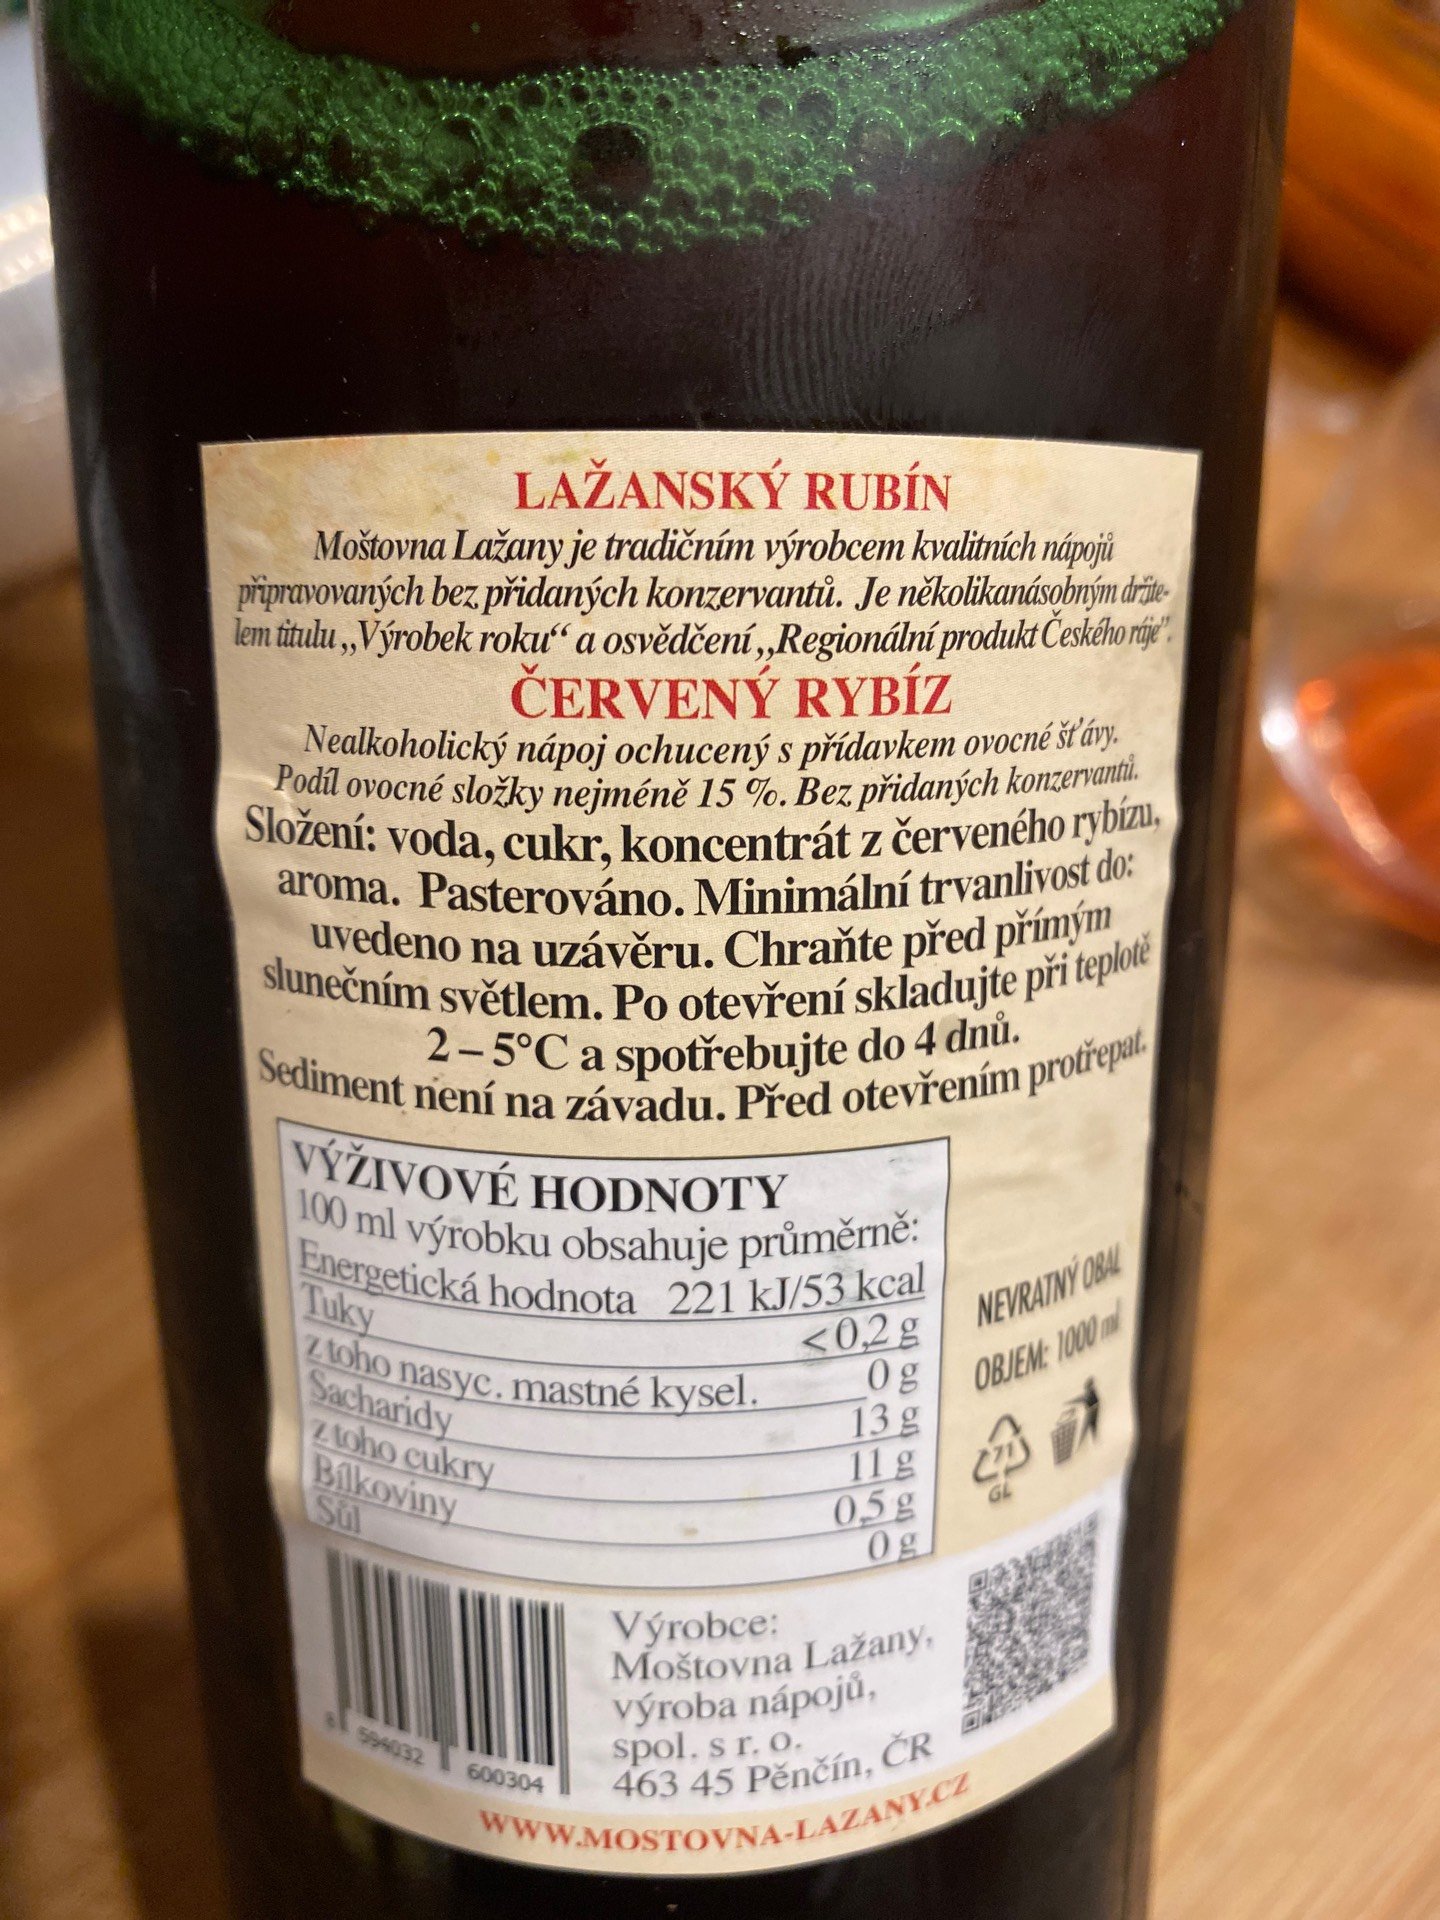 LAŽANSKÝ RUBÍN
Moštovna Lažany je tradičním výrobcem kvalitních nápojů
připravovaných bez přidaných konzervantů. Je několikanásobným držite-
lem titulu „Výrobek roku“ a osvědčení „Regionální produkt Českého ráje”.
ČERVENÝ RYBÍZ
Nealkoholický nápoj ochucený s přídavkem ovocné šťávy.
Podíl ovocné složky nejméně 15 %. Bez přidaných konzervantů.
Složení: voda, cukr, koncentrát z červeného rybízu,
aroma. Pasterováno. Minimální trvanlivost do:
uvedeno na uzávěru. Chraňte před přímým
slunečním světlem. Po otevření skladujte při teplotě
2 – 5°C a spotřebujte do 4 dnů.
Sediment není na závadu. Před otevřením protřepat.
VÝŽIVOVÉ HODNOTY
100 ml výrobku obsahuje průměrně:
Energetická hodnota 221 kJ/53 kcal
Tuky <0,2 g
z toho nasyc. mastné kysel. 0 g
Sacharidy 13 g
z toho cukry 11 g
Bílkoviny 0,5 g
Sůl 0 g
NEVRATNÝ OBAL
OBJEM: 1000 ml
71
GL
8 594032 600304
Výrobce:
Moštovna Lažany,
výroba nápojů,
spol. s r. o.
463 45 Pěnčín, ČR
WWW.MOSTOVNA-LAZANY.CZ